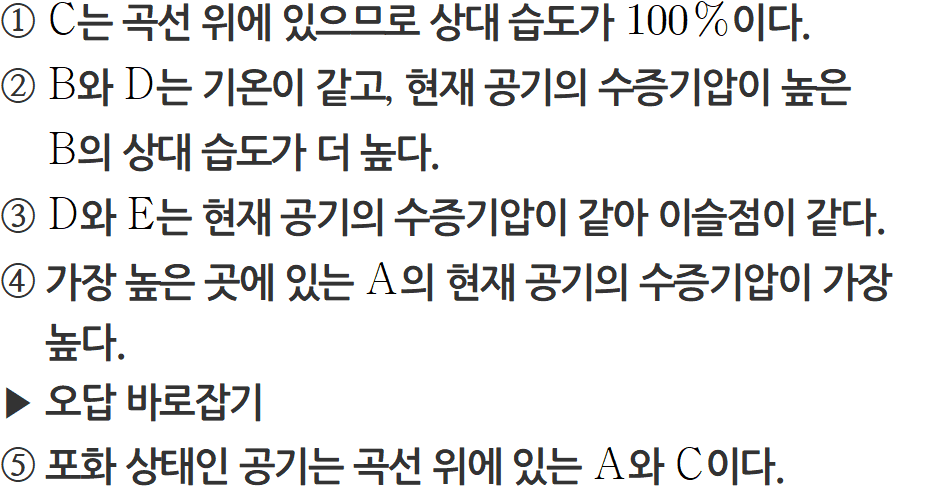 ① C는 곡선 위에 있으므로 상대 습도가 100%이다.
② B와 D는 기온이 같고, 현재 공기의 수증기압이 높은
B의 상대 습도가 더 높다.
③ D와 E는 현재 공기의 수증기압이 같아 이슬점이 같다.
④ 가장 높은 곳에 있는 A의 현재 공기의 수증기압이 가장
높다.
▶ 오답 바로잡기
⑤ 포화 상태인 공기는 곡선 위에 있는 A와 C이다.